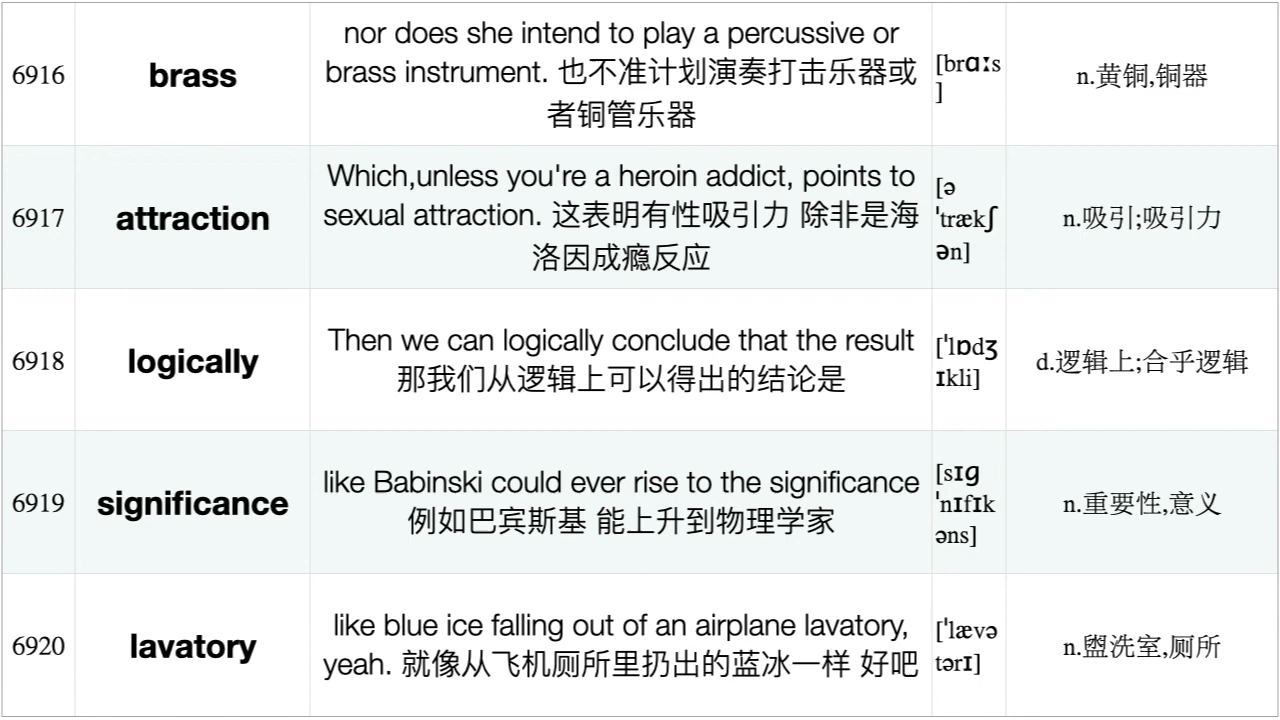 6916
brass
nor does she intend to play a percussive or
brass instrument. 也不准计划演奏打击乐器或
者铜管乐器
[brɑːs
]
n.黄铜,铜器
6917
attraction
Which,unless you're a heroin addict, points to
sexual attraction. 这表明有性吸引力 除非是海
洛因成瘾反应
[ə
ˈtrækʃ
ən]
n.吸引;吸引力
6918
logically
Then we can logically conclude that the result
那我们从逻辑上可以得出的结论是
[ˈlɒdʒ
ɪkli]
d.逻辑上;合乎逻辑
6919
significance
like Babinski could ever rise to the significance
例如巴宾斯基 能上升到物理学家
[sɪɡ
ˈnɪfɪk
əns]
n.重要性,意义
6920
lavatory
like blue ice falling out of an airplane lavatory,
yeah. 就像从飞机厕所里扔出的蓝冰一样 好吧
[ˈlævə
tərɪ]
n.盥洗室,厕所